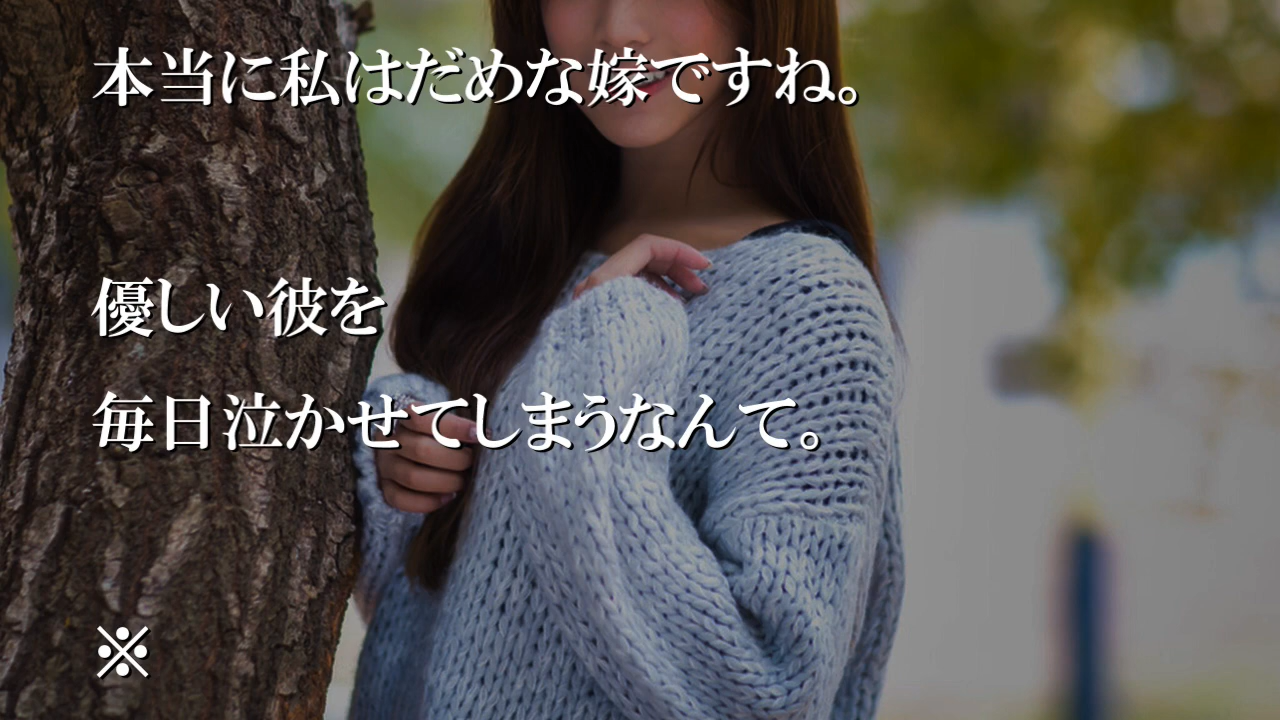 本当に私はだめな嫁ですね。
優しい彼を
毎日泣かせてしまうなんて。
※